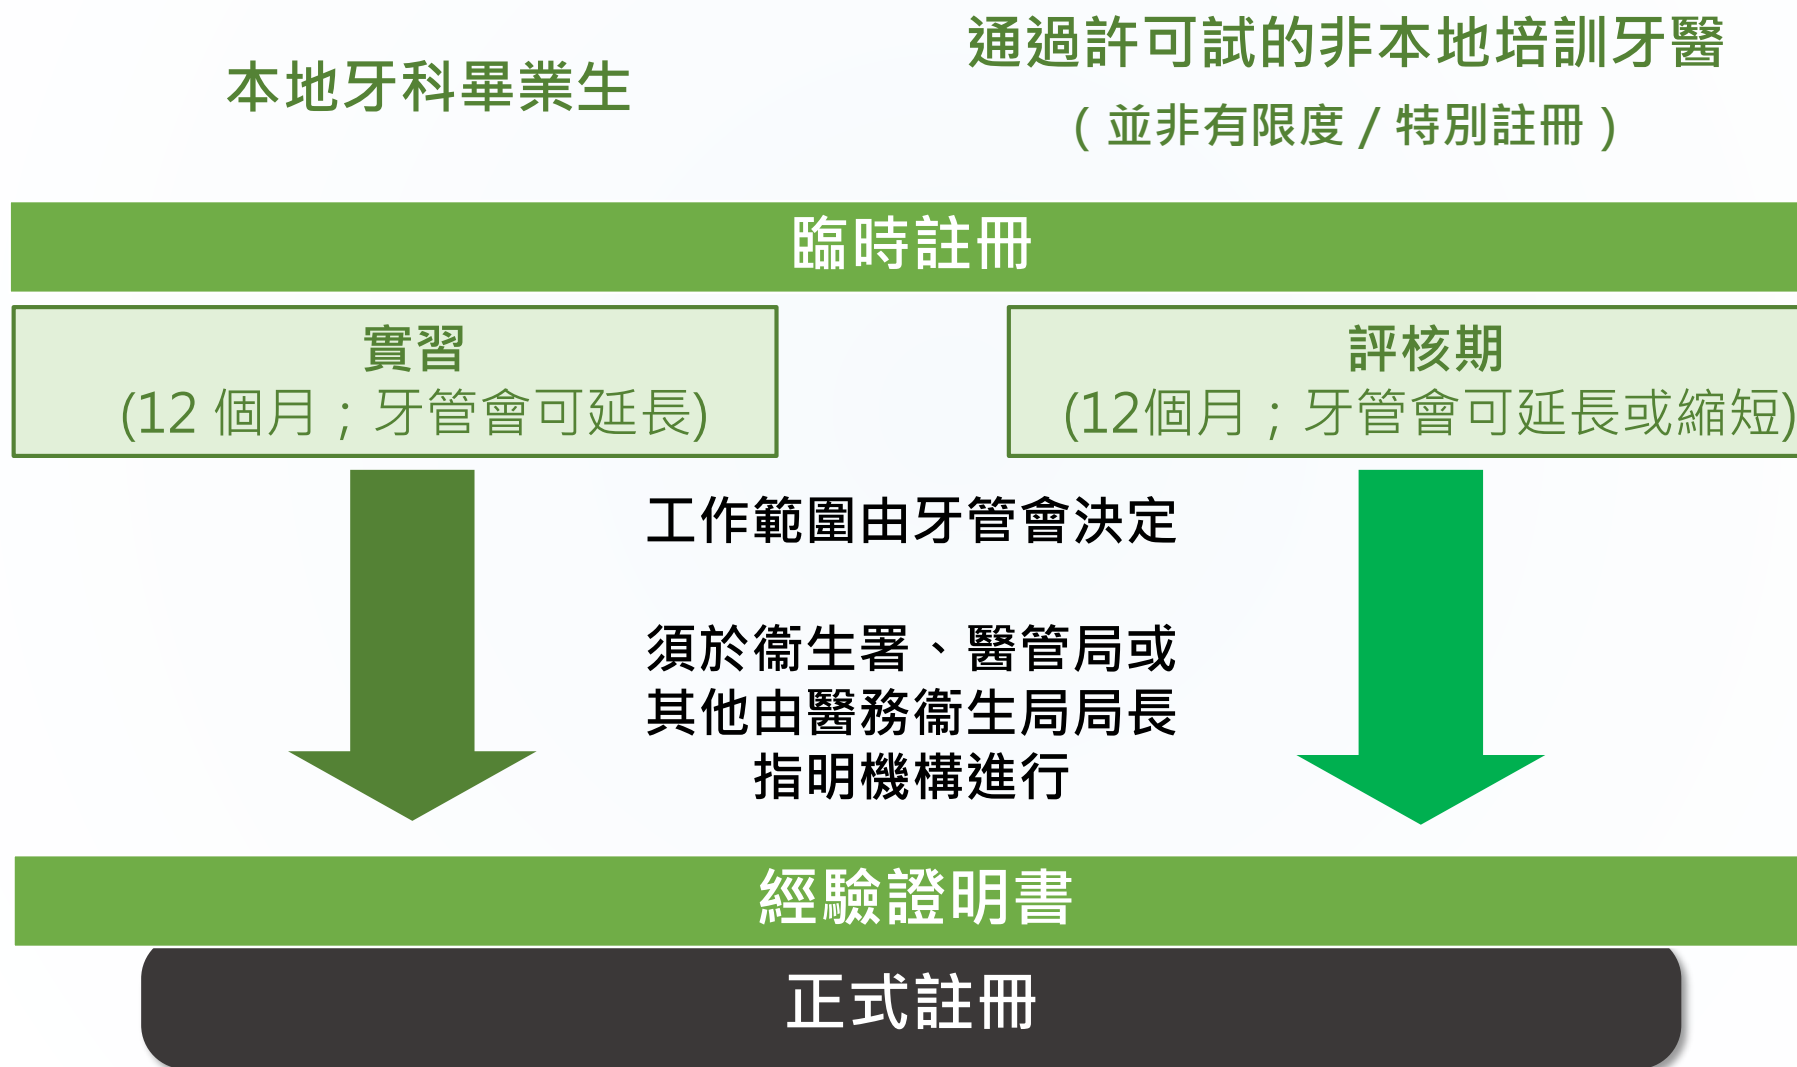 本地牙科畢業生
通過許可試的非本地培訓牙醫
（並非有限度／特別註冊）
臨時註冊
實習
(12 個月；牙管會可延長)
評核期
(12個月；牙管會可延長或縮短)
工作範圍由牙管會決定
須於衞生署、醫管局或
其他由醫務衞生局局長
指明機構進行
經驗證明書
正式註冊